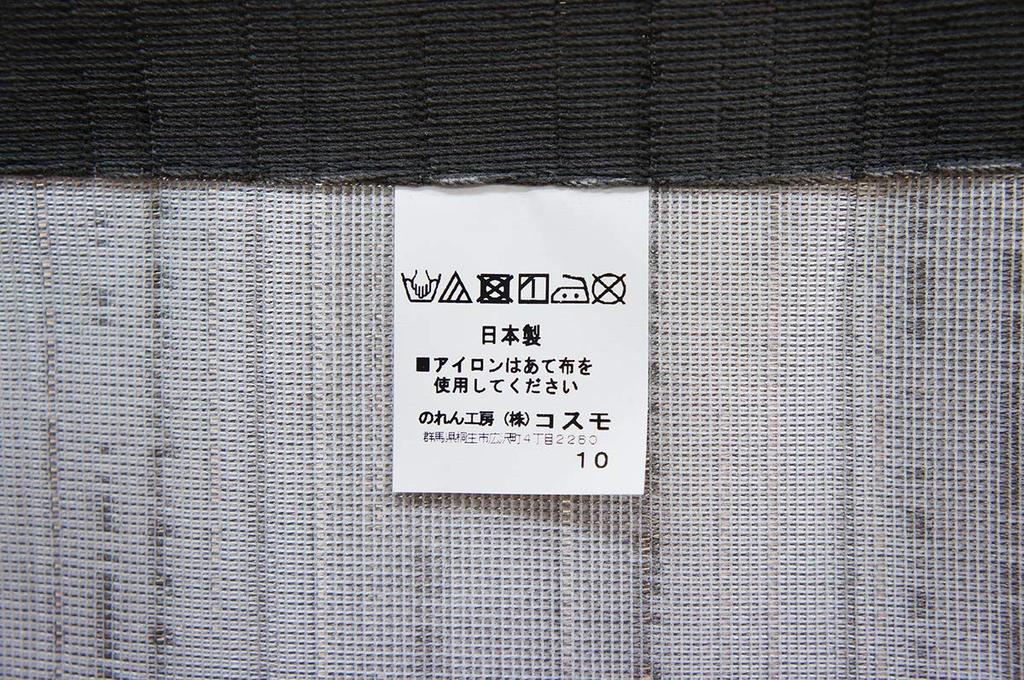 日本製
■アイロンはあて布を
使用してください
のれん工房(株)コスモ
群馬県桐生市広沢町4丁目2260
10